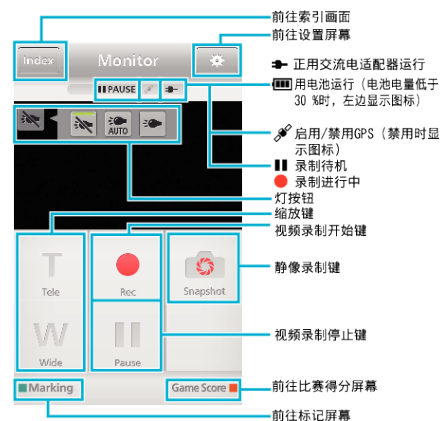 前往索引画面
前往设置屏幕
Index
Monitor
正用交流电适配器运行
用电池运行（电池电量低于
30 %时，左边显示图标）
PAUSE
启用/禁用GPS（禁用时显
示图标）
录制待机
录制进行中
AUTO
灯按钮
缩放键
视频录制开始键
T
Tele
Rec
Snapshot
静像录制键
W
Wide
Pause
视频录制停止键
Marking
Game Score
前往比赛得分屏幕
前往标记屏幕